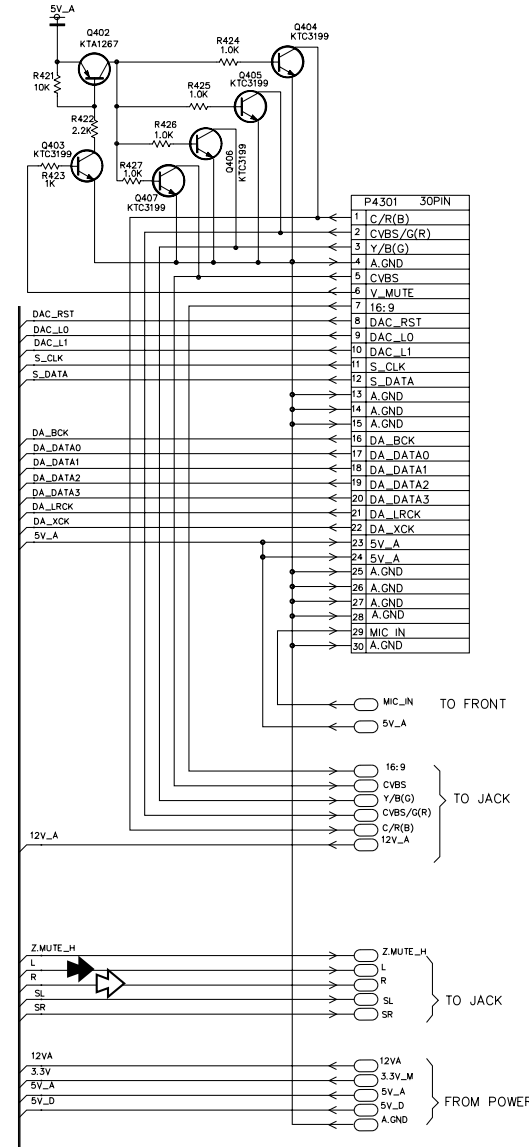 5V_A
Q402
KTA1267
R421
10K
R422
2.2K
Q403
KTC3199
R423
1K
R424
1.0K
Q404
KTC3199
R425
1.0K
Q405
KTC3199
R426
1.0K
Q406
KTC3199
R427
1.0K
Q407
KTC3199
P4301 30PIN
1 C/R(B)
2 CVBS/G(R)
3 Y/B(G)
4 A.GND
5 CVBS
6 V_MUTE
7 16:9
8 DAC_RST
9 DAC_L0
10 DAC_L1
11 S_CLK
12 S_DATA
13 A.GND
14 A.GND
15 A.GND
16 DA_BCK
17 DA_DATA0
18 DA_DATA1
19 DA_DATA2
20 DA_DATA3
21 DA_LRCK
22 DA_XCK
23 5V_A
24 5V_A
25 A.GND
26 A.GND
27 A.GND
28 A.GND
29 MIC IN
30 A.GND
DAC_RST
DAC_L0
DAC_L1
S_CLK
S_DATA
DA_BCK
DA_DATA0
DA_DATA1
DA_DATA2
DA_DATA3
DA_LRCK
DA_XCK
5V_A
MIC_IN
5V_A
TO FRONT
16:9
CVBS
Y/B(G)
CVBS/G(R)
C/R(B)
12V_A
TO JACK
12V_A
Z.MUTE_H
L
R
SL
SR
Z.MUTE_H
L
R
SL
SR
TO JACK
12VA
3.3V
5V_A
5V_D
12VA
3.3V_M
5V_A
5V_D
A.GND
FROM POWER